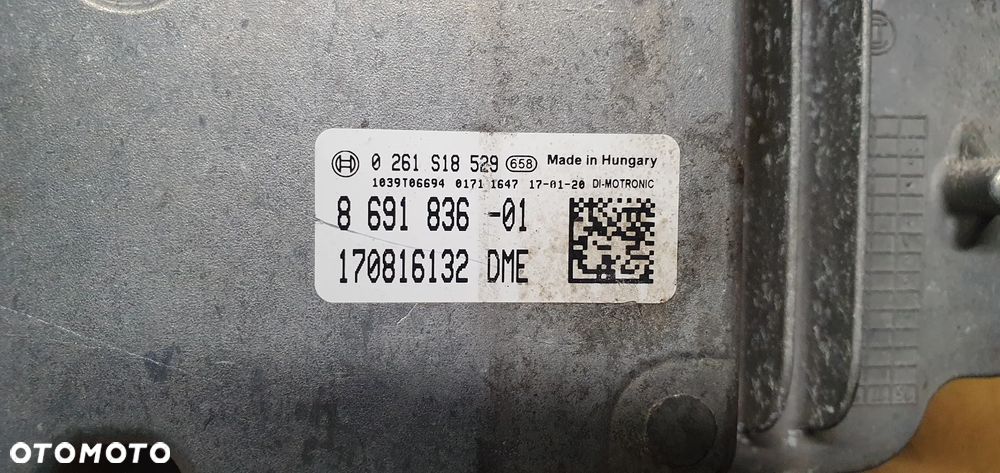 0 261 S18 529 658 Made in Hungary
1039T06694 0171 1647 17-01-20 DI-MOTRONIC
8 691 836 -01
170816132 DME
OTOMOTO